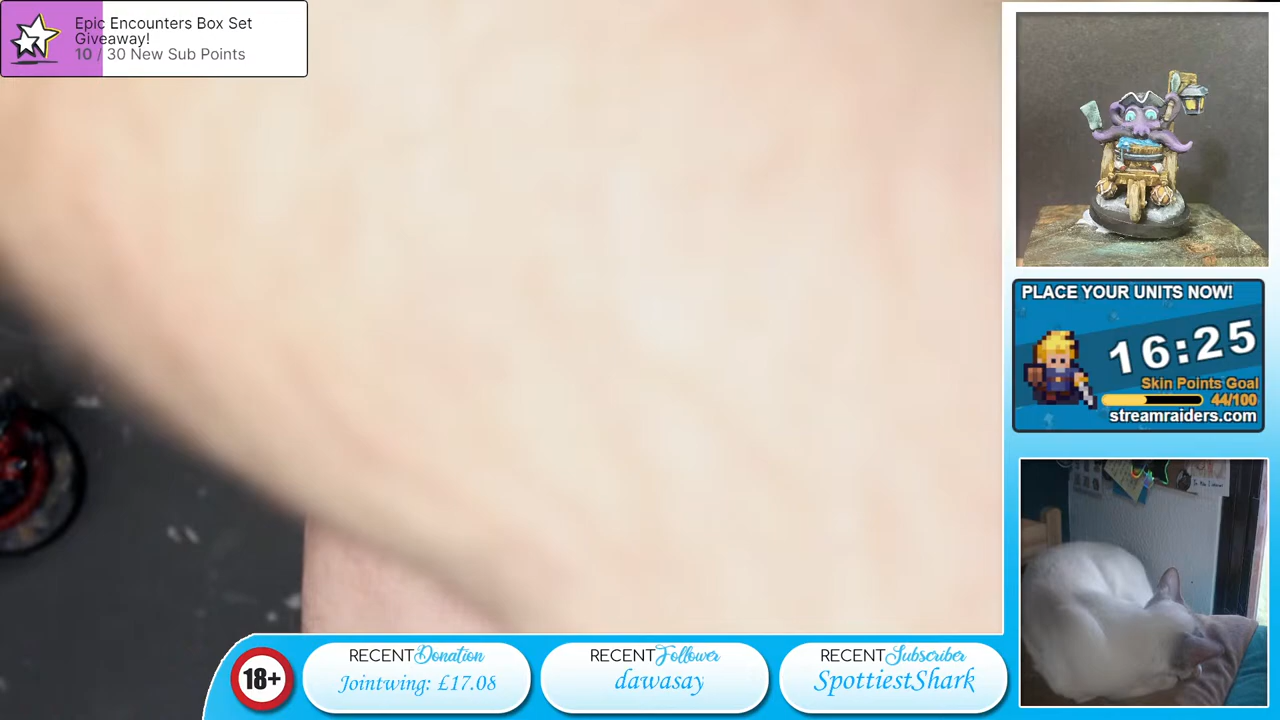 Epic Encounters Box Set
Giveaway!
10 / 30 New Sub Points
PLACE YOUR UNITS NOW!
16:25
Skin Points Goal
44/100
streamraiders.com
18+
RECENT Donation
Jointwing: £17.08
RECENT Follower
dawasay
RECENT Subscriber
SpottiestShark